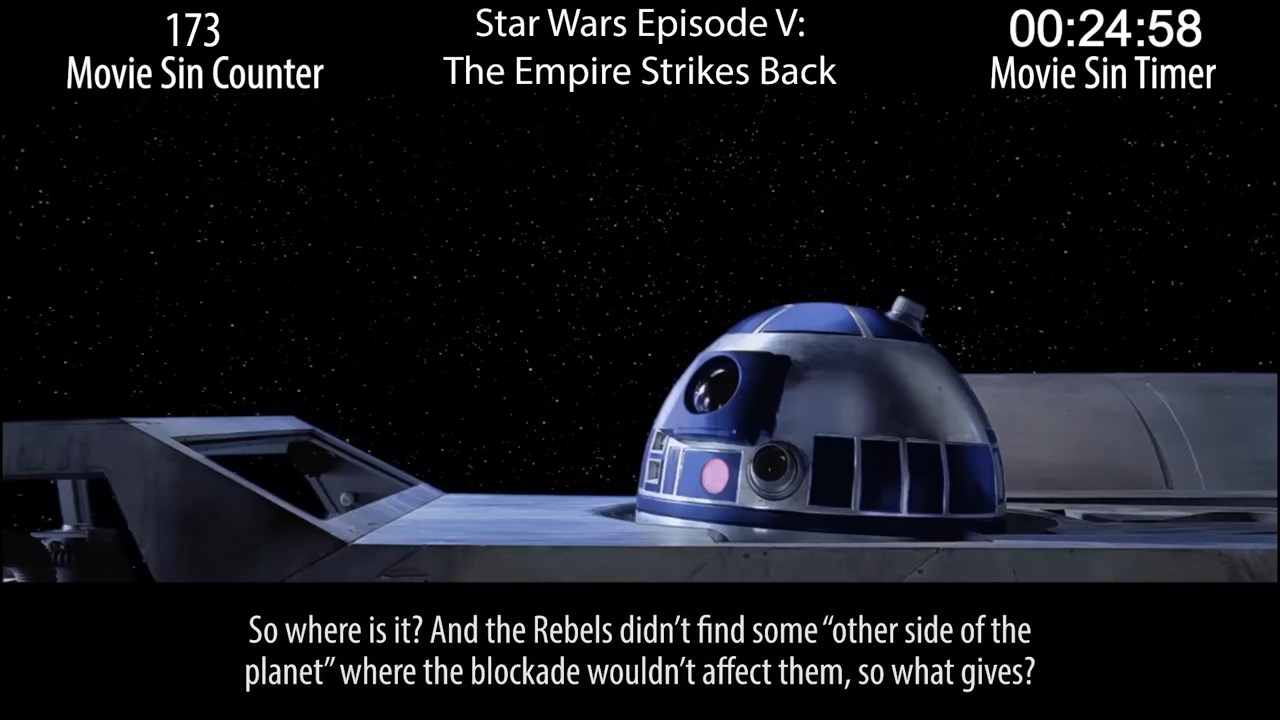 173
Movie Sin Counter
Star Wars Episode V:
The Empire Strikes Back
00:24:58
Movie Sin Timer
So where is it? And the Rebels didn’t find some “other side of the
planet” where the blockade wouldn’t affect them, so what gives?